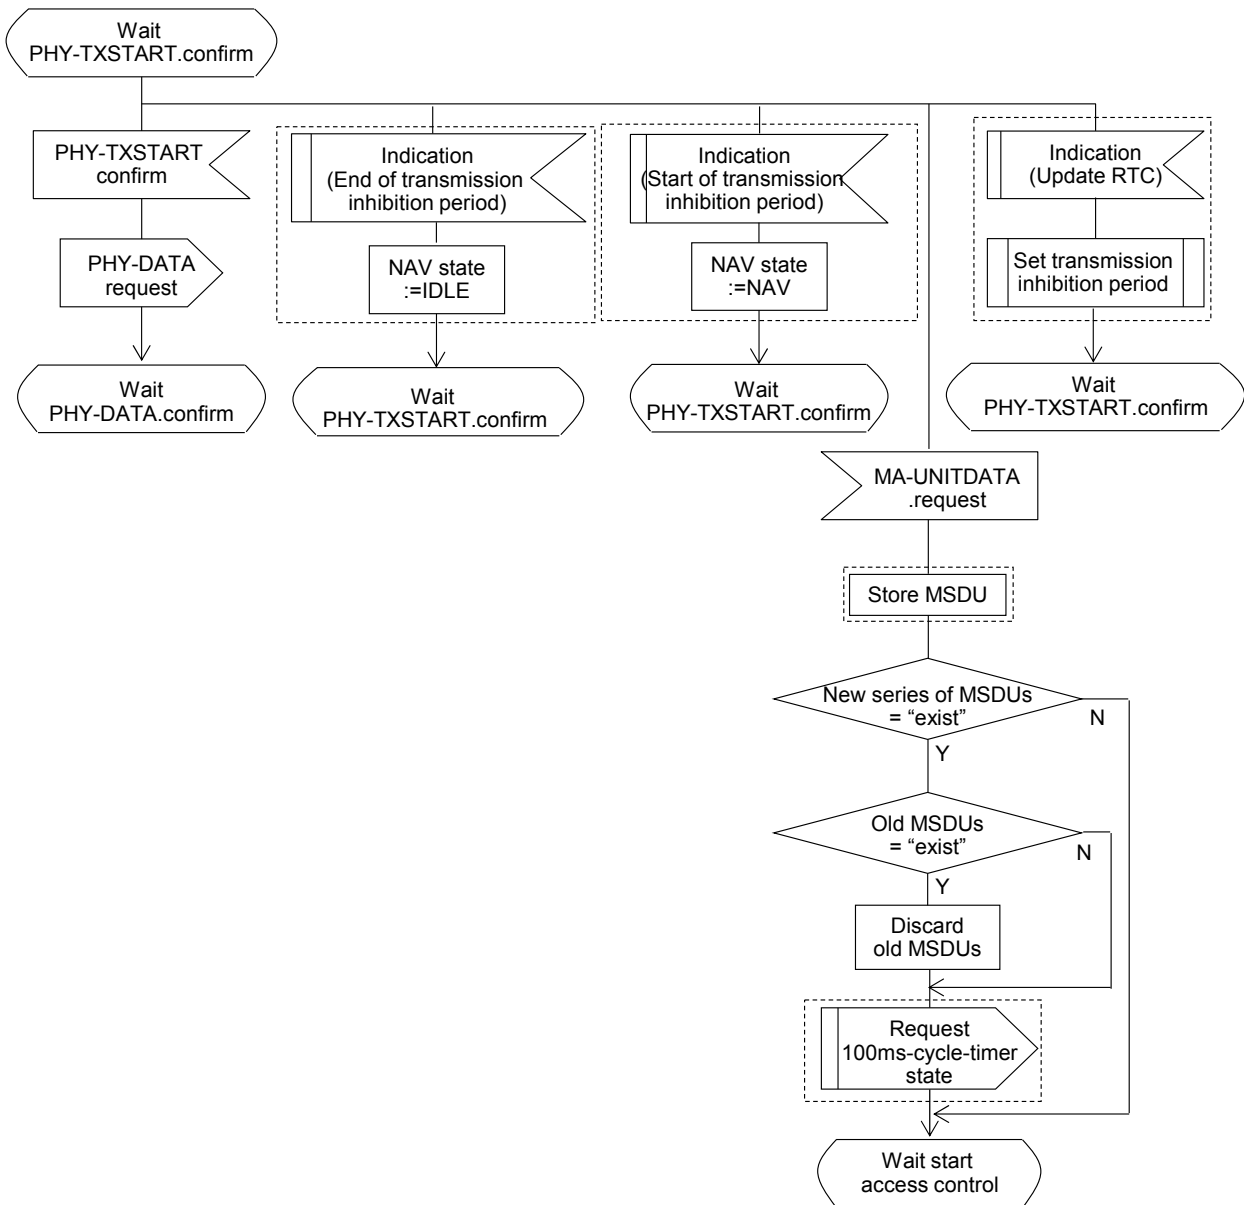 Wait
PHY-TXSTART.confirm
PHY-TXSTART
confirm
PHY-DATA
request
Wait
PHY-DATA.confirm
Indication
(End of transmission
inhibition period)
NAV state
:=IDLE
Wait
PHY-TXSTART.confirm
Indication
(Start of transmission
inhibition period)
NAV state
:=NAV
Wait
PHY-TXSTART.confirm
Indication
(Update RTC)
Set transmission
inhibition period
Wait
PHY-TXSTART.confirm
MA-UNITDATA
.request
Store MSDU
New series of MSDUs
= “exist”
N
Y
Old MSDUs
= “exist”
N
Y
Discard
old MSDUs
Request
100ms-cycle-timer
state
Wait start
access control